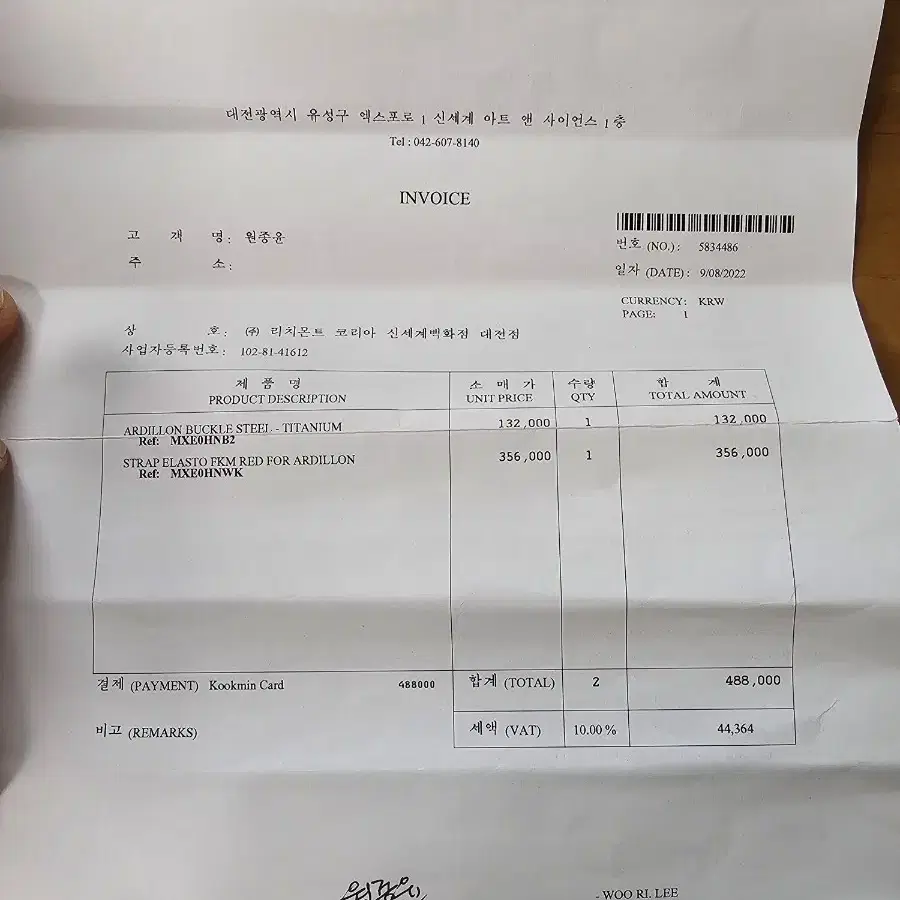 대전광역시 유성구 엑스포로 1 신세계 아트 앤 사이언스 1층
Tel : 042-607-8140
INVOICE
고 객 명: 원중윤
주 소:
번호 (NO.): 5834486
일자 (DATE): 9/08/2022
CURRENCY: KRW
PAGE: 1
상 호: (주) 리치몬트 코리아 신세계백화점 대전점
사업자등록번호: 102-81-41612
제 품 명 소 매 가 수량 합 계
PRODUCT DESCRIPTION UNIT PRICE QTY TOTAL AMOUNT
ARDILLON BUCKLE STEEL - TITANIUM 132,000 1 132,000
Ref: MXE0HNB2
STRAP ELASTO FKM RED FOR ARDILLON 356,000 1 356,000
Ref: MXE0HNWK
결제 (PAYMENT) Kookmin Card 488000 합계 (TOTAL) 2 488,000
비고 (REMARKS) 세액 (VAT) 10.00 % 44,364
- WOO RI. LEE